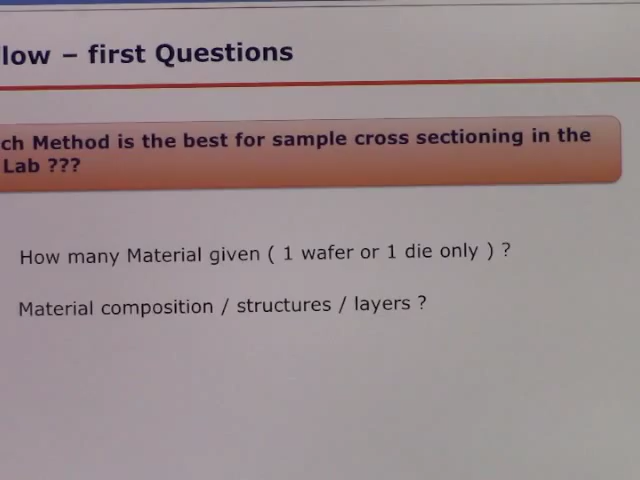 low – first Questions
ch Method is the best for sample cross sectioning in the
Lab ???
How many Material given ( 1 wafer or 1 die only ) ?
Material composition / structures / layers ?